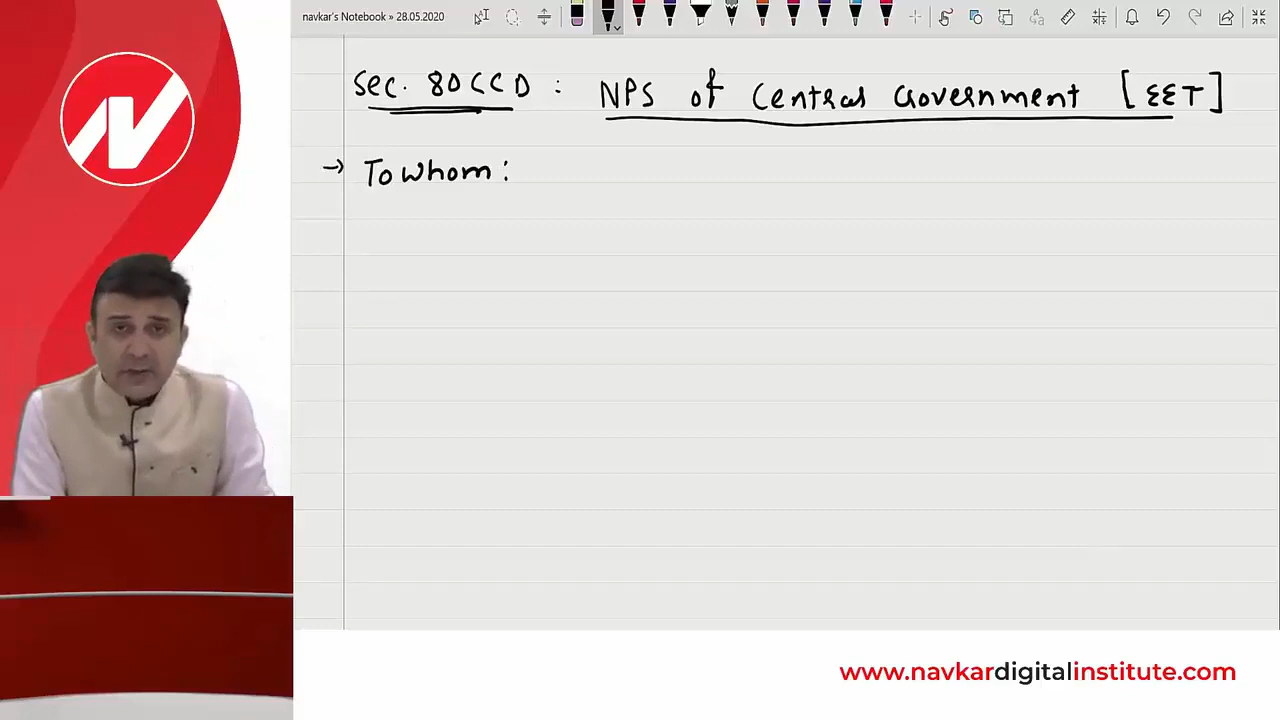 navkar's Notebook » 28.05.2020
Sec. 80CCD : NPS of Central Government [EET]
→ To whom :
www.navkardigitalinstitute.com